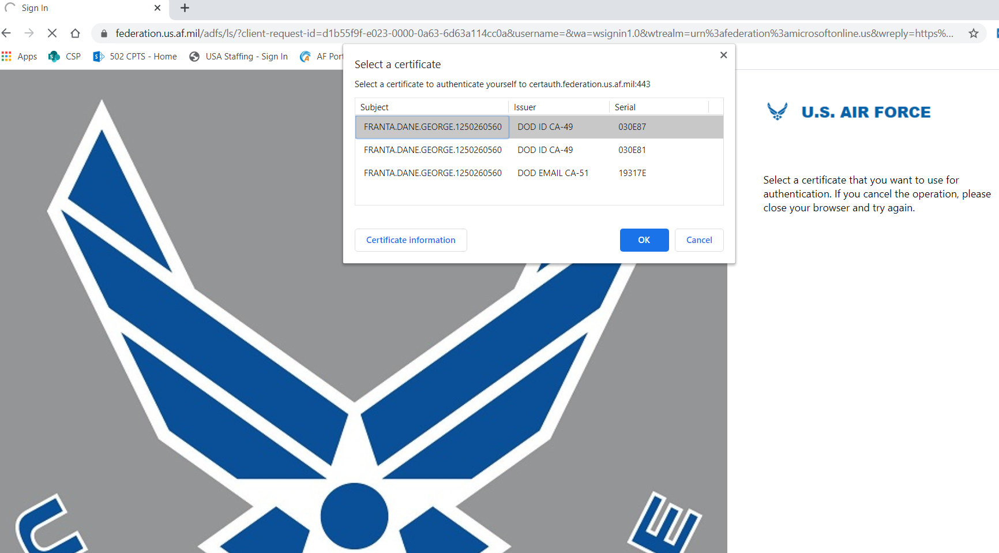 Sign In
federation.us.af.mil/adfs/ls/?client-request-id=d1b55f9f-e023-0000-0a63-6d63a114cc0a&username=&wa=wsignin1.0&wtrealm=urn%3afederation%3amicrosoftonline.us&wreply=https%...
Apps CSP 502 CPTS - Home USA Staffing - Sign In AF Port
Select a certificate
Select a certificate to authenticate yourself to certauth.federation.us.af.mil:443
Subject Issuer Serial
FRANTA.DANE.GEORGE.1250260560 DOD ID CA-49 030E87
FRANTA.DANE.GEORGE.1250260560 DOD ID CA-49 030E81
FRANTA.DANE.GEORGE.1250260560 DOD EMAIL CA-51 19317E
Certificate information OK Cancel
U.S. AIR FORCE
Select a certificate that you want to use for
authentication. If you cancel the operation, please
close your browser and try again.
U E